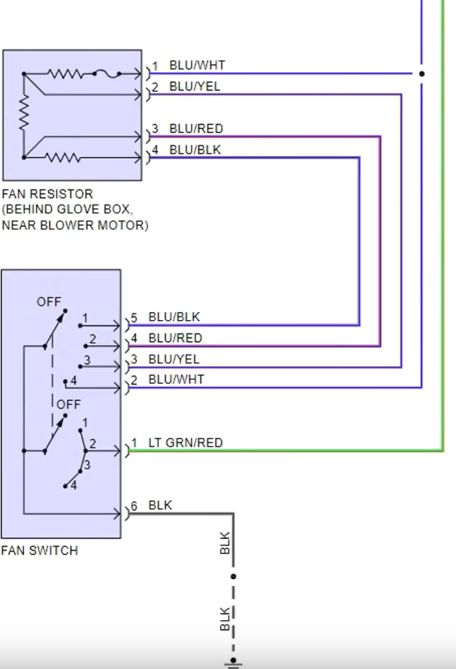 1 BLU/WHT
2 BLU/YEL
3 BLU/RED
4 BLU/BLK
FAN RESISTOR
(BEHIND GLOVE BOX,
NEAR BLOWER MOTOR)
OFF
1
5 BLU/BLK
2
4 BLU/RED
3
3 BLU/YEL
4
2 BLU/WHT
OFF
1
2
1 LT GRN/RED
3
4
6 BLK
FAN SWITCH
BLK
BLK